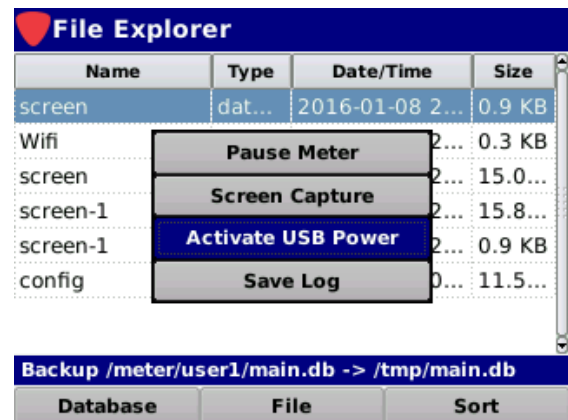 File Explorer
Name Type Date/Time Size
screen dat... 2016-01-08 2... 0.9 KB
Wifi 2... 0.3 KB
screen 2... 15.0...
screen-1 2... 15.8...
screen-1 2... 0.9 KB
config 0... 11.5...
Pause Meter
Screen Capture
Activate USB Power
Save Log
Backup /meter/user1/main.db -> /tmp/main.db
Database File Sort